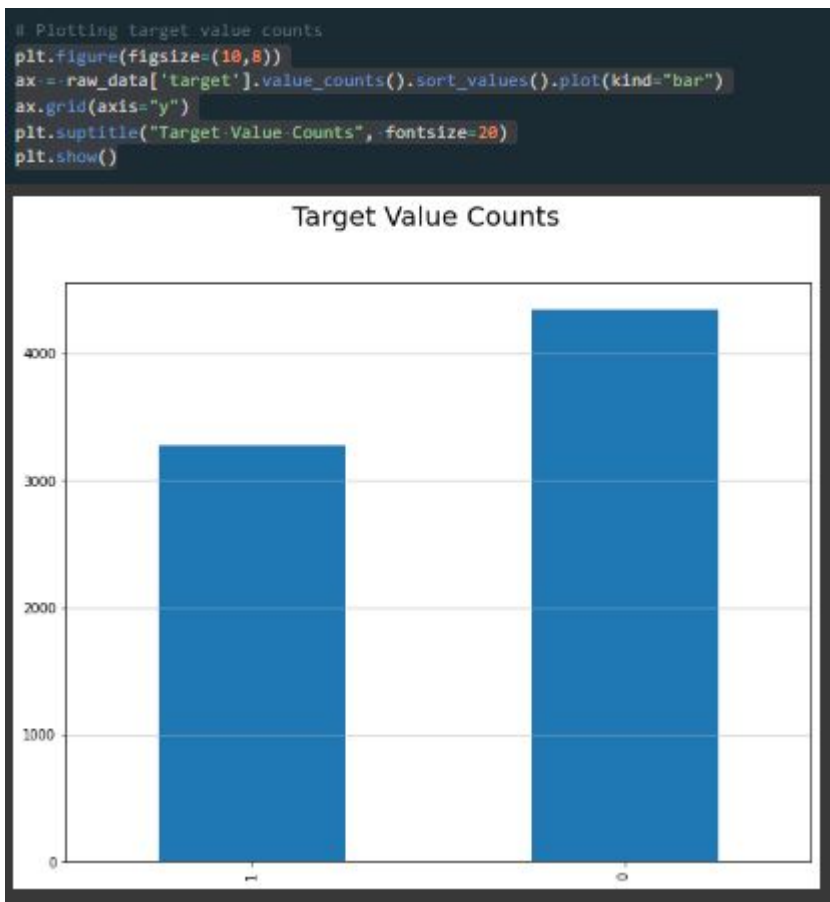 # Plotting target value counts
plt.figure(figsize=(10,8))
ax = raw_data['target'].value_counts().sort_values().plot(kind="bar")
ax.grid(axis="y")
plt.suptitle("Target Value Counts", fontsize=20)
plt.show()
Target Value Counts
4000
3000
2000
1000
0
1
0